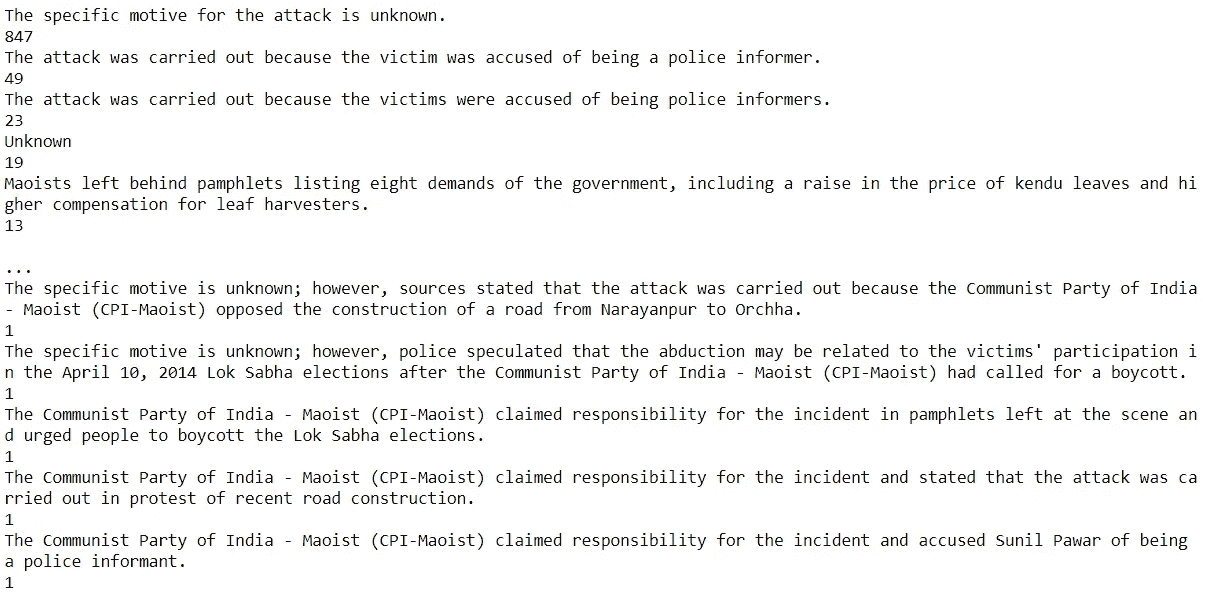 The specific motive for the attack is unknown.
847
The attack was carried out because the victim was accused of being a police informer.
49
The attack was carried out because the victims were accused of being police informers.
23
Unknown
19
Maoists left behind pamphlets listing eight demands of the government, including a raise in the price of kendu leaves and hi
gher compensation for leaf harvesters.
13
...
The specific motive is unknown; however, sources stated that the attack was carried out because the Communist Party of India
- Maoist (CPI-Maoist) opposed the construction of a road from Narayanpur to Orchha.
1
The specific motive is unknown; however, police speculated that the abduction may be related to the victims' participation i
n the April 10, 2014 Lok Sabha elections after the Communist Party of India - Maoist (CPI-Maoist) had called for a boycott.
1
The Communist Party of India - Maoist (CPI-Maoist) claimed responsibility for the incident in pamphlets left at the scene an
d urged people to boycott the Lok Sabha elections.
1
The Communist Party of India - Maoist (CPI-Maoist) claimed responsibility for the incident and stated that the attack was ca
rried out in protest of recent road construction.
1
The Communist Party of India - Maoist (CPI-Maoist) claimed responsibility for the incident and accused Sunil Pawar of being
a police informant.
1